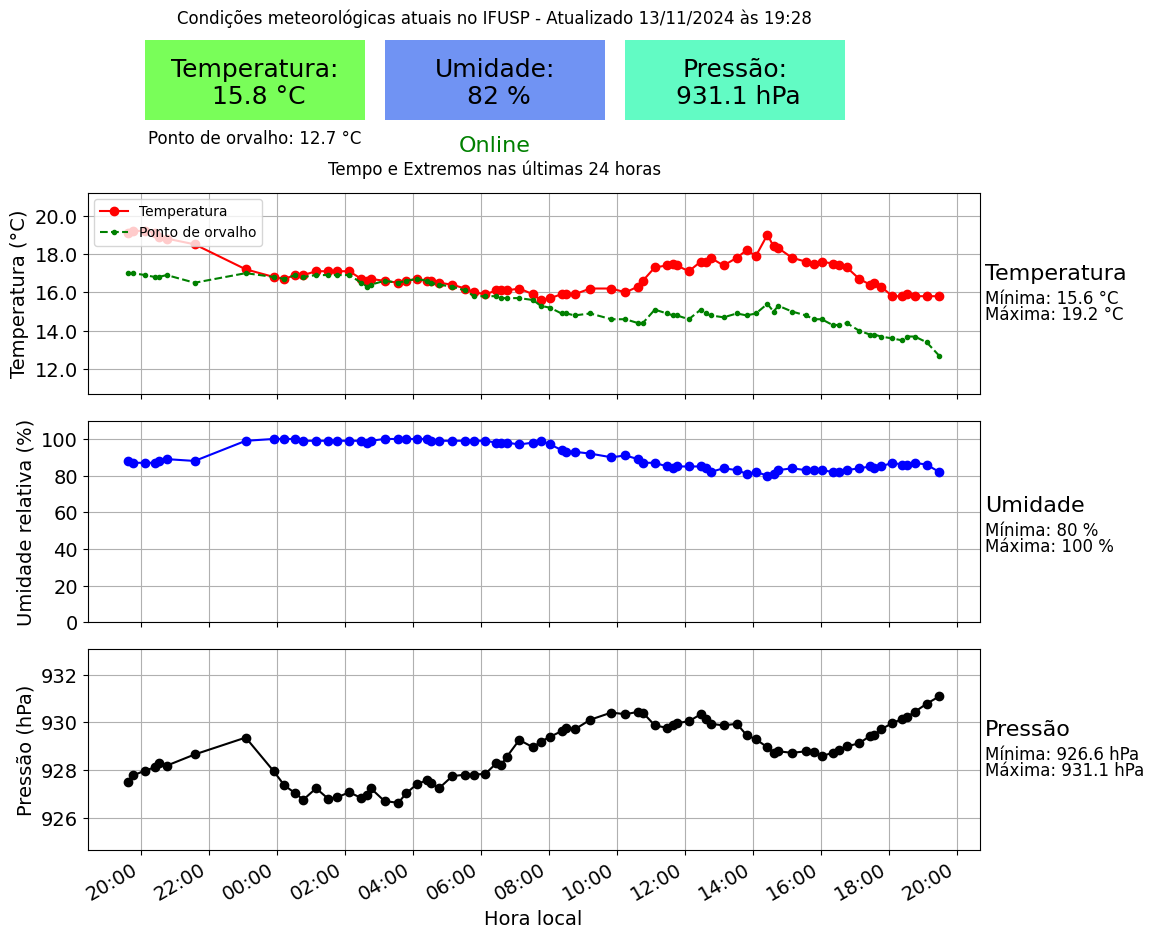 Condições meteorológicas atuais no IFUSP - Atualizado 13/11/2024 às 19:28
Temperatura:
15.8 °C
Umidade:
82 %
Pressão:
931.1 hPa
Ponto de orvalho: 12.7 °C
Online
Tempo e Extremos nas últimas 24 horas
Temperatura (°C)
20.0
18.0
16.0
14.0
12.0
Temperatura
Ponto de orvalho
Temperatura
Mínima: 15.6 °C
Máxima: 19.2 °C
Umidade relativa (%)
100
80
60
40
20
0
Umidade
Mínima: 80 %
Máxima: 100 %
Pressão (hPa)
932
930
928
926
Pressão
Mínima: 926.6 hPa
Máxima: 931.1 hPa
20:00 22:00 00:00 02:00 04:00 06:00 08:00 10:00 12:00 14:00 16:00 18:00 20:00
Hora local